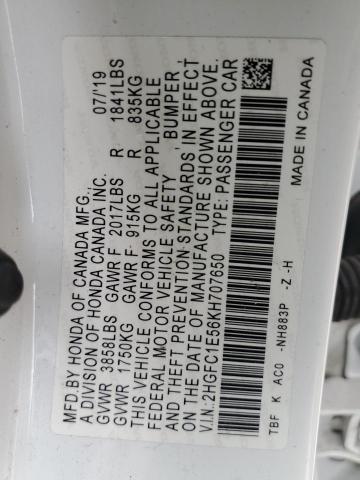 MFD.BY HONDA OF CANADA MFG., 07/19
A DIVISION OF HONDA CANADA INC.
GVWR 3858LBS GAWR F 2017LBS R 1841LBS
GVWR 1750KG GAWR F 915KG R 835KG
THIS VEHICLE CONFORMS TO ALL APPLICABLE
FEDERAL MOTOR VEHICLE SAFETY, BUMPER,
AND THEFT PREVENTION STANDARDS IN EFFECT
ON THE DATE OF MANUFACTURE SHOWN ABOVE.
V.I.N.:2HGFC1E56KH707650 TYPE: PASSENGER CAR
TBF K AC0 -NH883P -Z -H
MADE IN CANADA